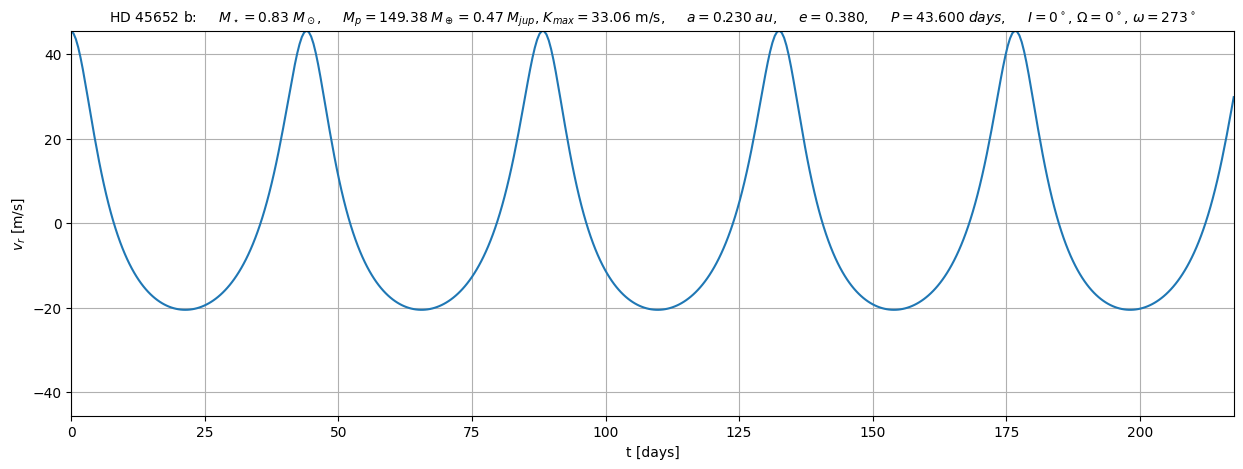 HD 45652 b: M⋆ = 0.83 M⊙, Mp = 149.38 M⊕ = 0.47 Mjup, Kmax = 33.06 m/s, a = 0.230 au, e = 0.380, P = 43.600 days, I = 0°, Ω = 0°, ω = 273°
40
20
0
−20
−40
vr [m/s]
0 25 50 75 100 125 150 175 200
t [days]